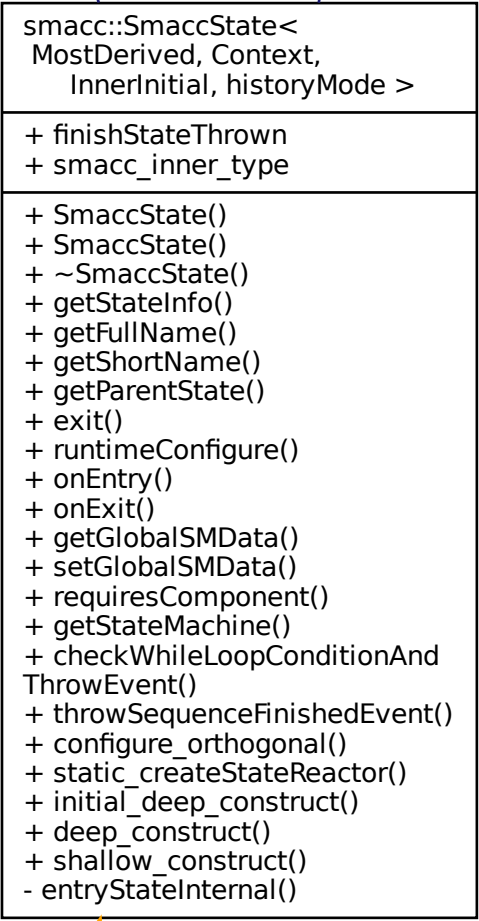 smacc::SmaccState<
MostDerived, Context,
InnerInitial, historyMode >
+ finishStateThrown
+ smacc_inner_type
+ SmaccState()
+ SmaccState()
+ ~SmaccState()
+ getStateInfo()
+ getFullName()
+ getShortName()
+ getParentState()
+ exit()
+ runtimeConfigure()
+ onEntry()
+ onExit()
+ getGlobalSMData()
+ setGlobalSMData()
+ requiresComponent()
+ getStateMachine()
+ checkWhileLoopConditionAnd
ThrowEvent()
+ throwSequenceFinishedEvent()
+ configure_orthogonal()
+ static_createStateReactor()
+ initial_deep_construct()
+ deep_construct()
+ shallow_construct()
- entryStateInternal()